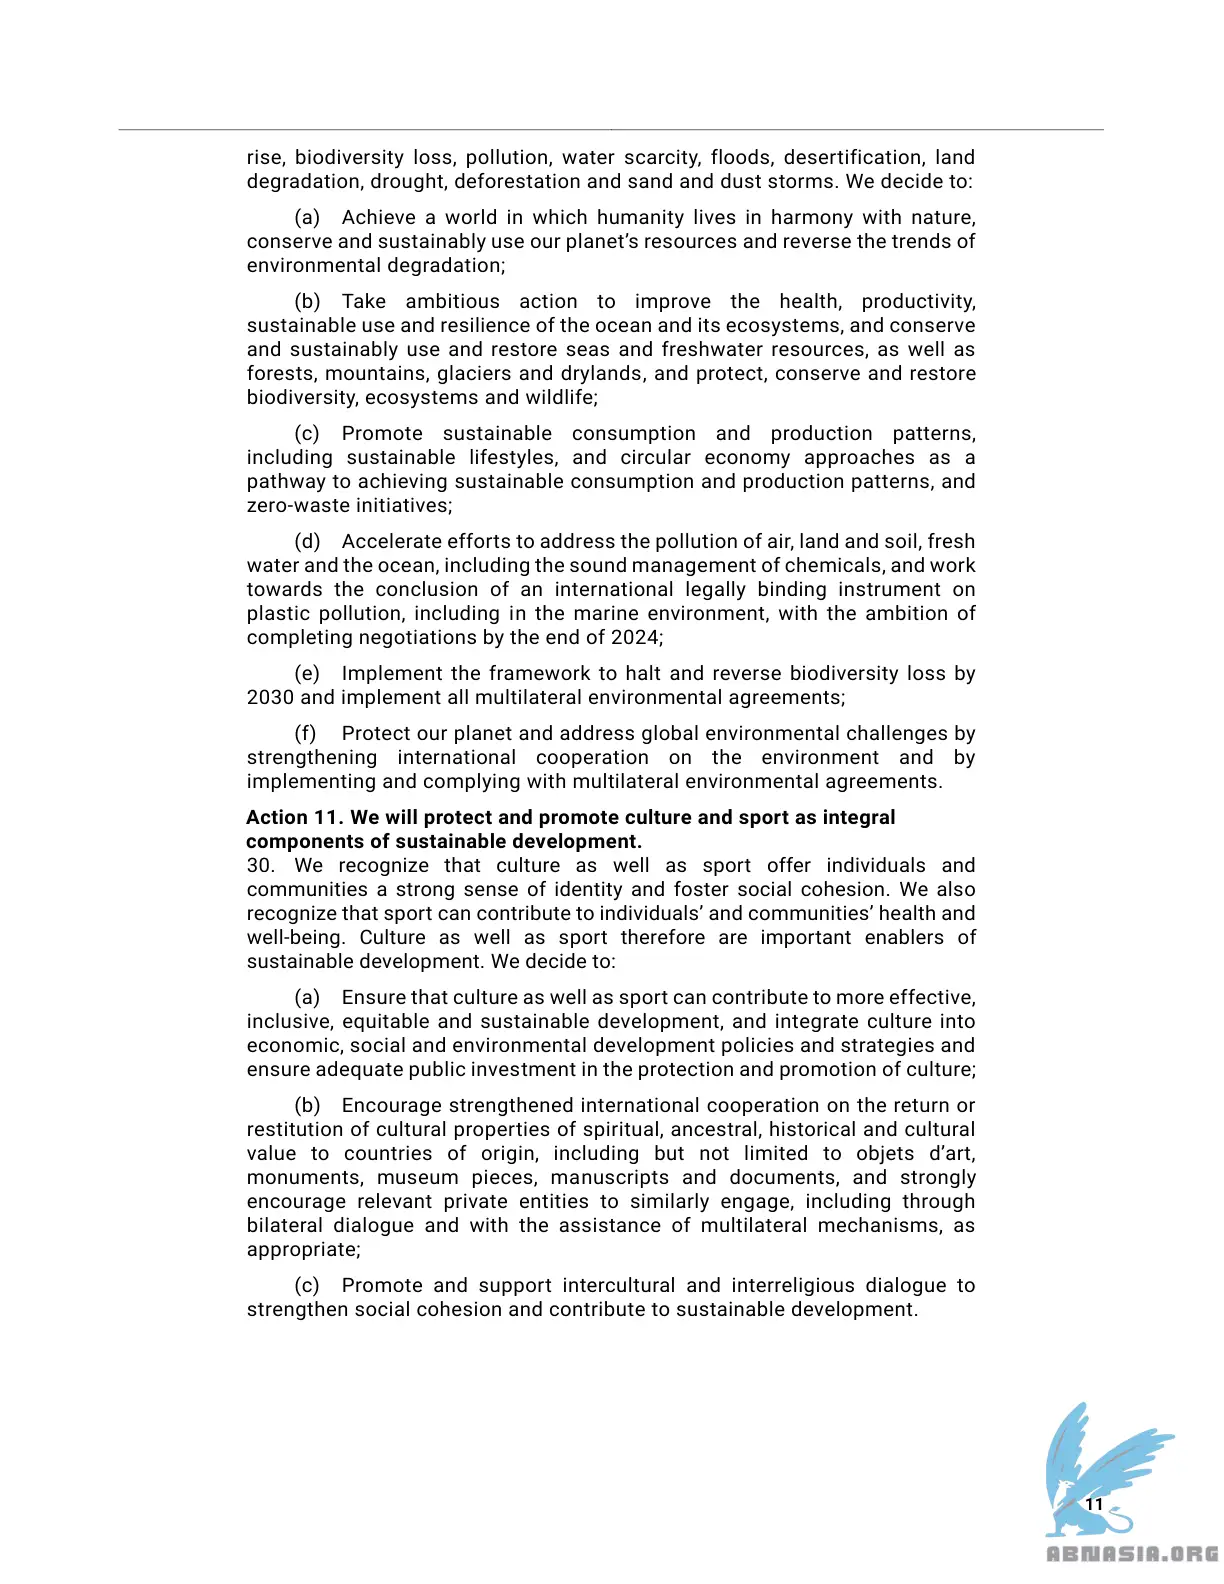 rise, biodiversity loss, pollution, water scarcity, floods, desertification, land
degradation, drought, deforestation and sand and dust storms. We decide to:
(a) Achieve a world in which humanity lives in harmony with nature,
conserve and sustainably use our planet’s resources and reverse the trends of
environmental degradation;
(b) Take ambitious action to improve the health, productivity,
sustainable use and resilience of the ocean and its ecosystems, and conserve
and sustainably use and restore seas and freshwater resources, as well as
forests, mountains, glaciers and drylands, and protect, conserve and restore
biodiversity, ecosystems and wildlife;
(c) Promote sustainable consumption and production patterns,
including sustainable lifestyles, and circular economy approaches as a
pathway to achieving sustainable consumption and production patterns, and
zero-waste initiatives;
(d) Accelerate efforts to address the pollution of air, land and soil, fresh
water and the ocean, including the sound management of chemicals, and work
towards the conclusion of an international legally binding instrument on
plastic pollution, including in the marine environment, with the ambition of
completing negotiations by the end of 2024;
(e) Implement the framework to halt and reverse biodiversity loss by
2030 and implement all multilateral environmental agreements;
(f) Protect our planet and address global environmental challenges by
strengthening international cooperation on the environment and by
implementing and complying with multilateral environmental agreements.
Action 11. We will protect and promote culture and sport as integral
components of sustainable development.
30. We recognize that culture as well as sport offer individuals and
communities a strong sense of identity and foster social cohesion. We also
recognize that sport can contribute to individuals’ and communities’ health and
well-being. Culture as well as sport therefore are important enablers of
sustainable development. We decide to:
(a) Ensure that culture as well as sport can contribute to more effective,
inclusive, equitable and sustainable development, and integrate culture into
economic, social and environmental development policies and strategies and
ensure adequate public investment in the protection and promotion of culture;
(b) Encourage strengthened international cooperation on the return or
restitution of cultural properties of spiritual, ancestral, historical and cultural
value to countries of origin, including but not limited to objets d’art,
monuments, museum pieces, manuscripts and documents, and strongly
encourage relevant private entities to similarly engage, including through
bilateral dialogue and with the assistance of multilateral mechanisms, as
appropriate;
(c) Promote and support intercultural and interreligious dialogue to
strengthen social cohesion and contribute to sustainable development.
11
ABNASIA.ORG